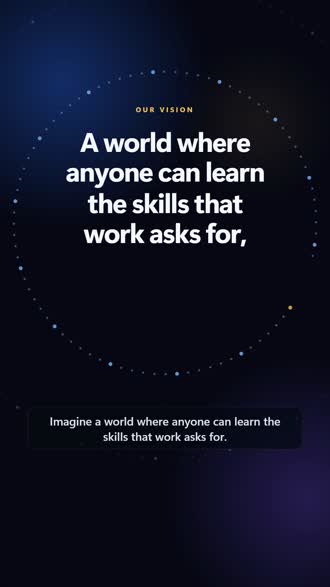 OUR VISION
A world where
anyone can learn
the skills that
work asks for,
Imagine a world where anyone can learn the
skills that work asks for.